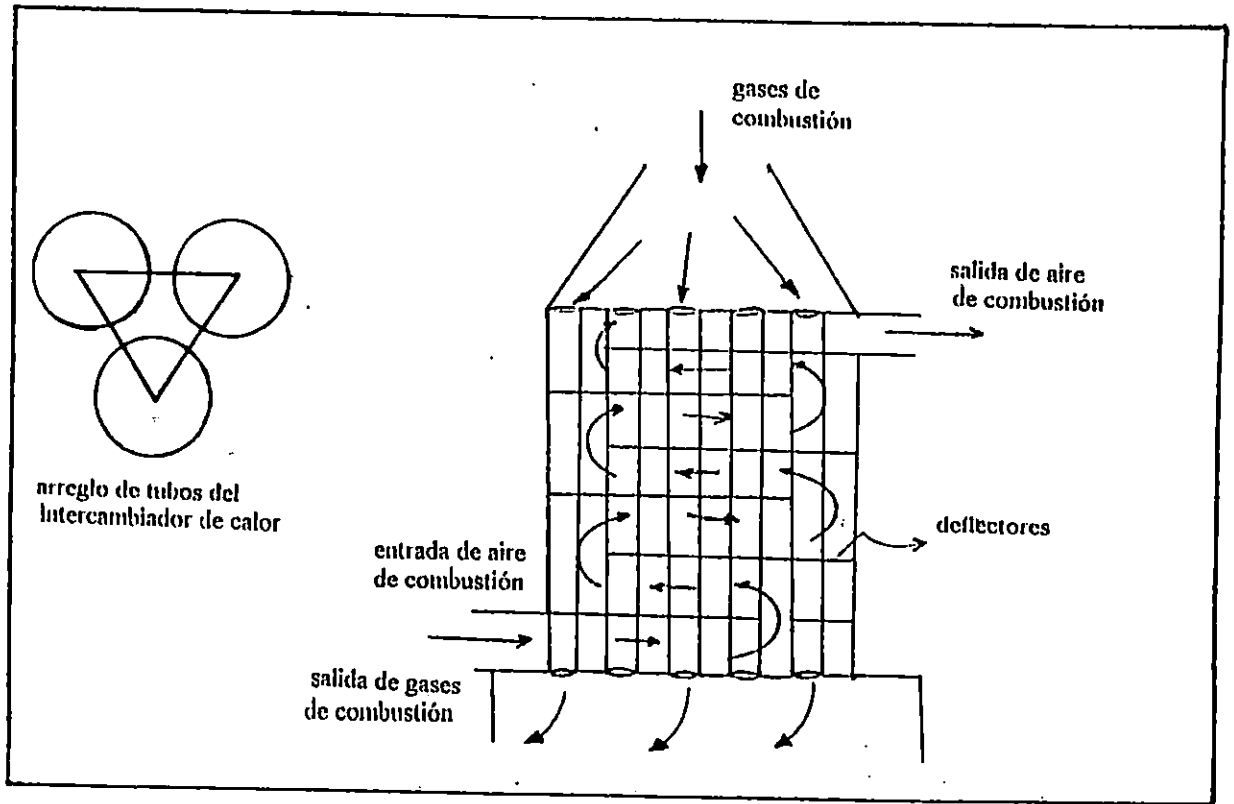 gases de
combustión
salida de aire
de combustión
arreglo de tubos del
Intercambiador de calor
entrada de aire
de combustión
deflectores
salida de gases
de combustión